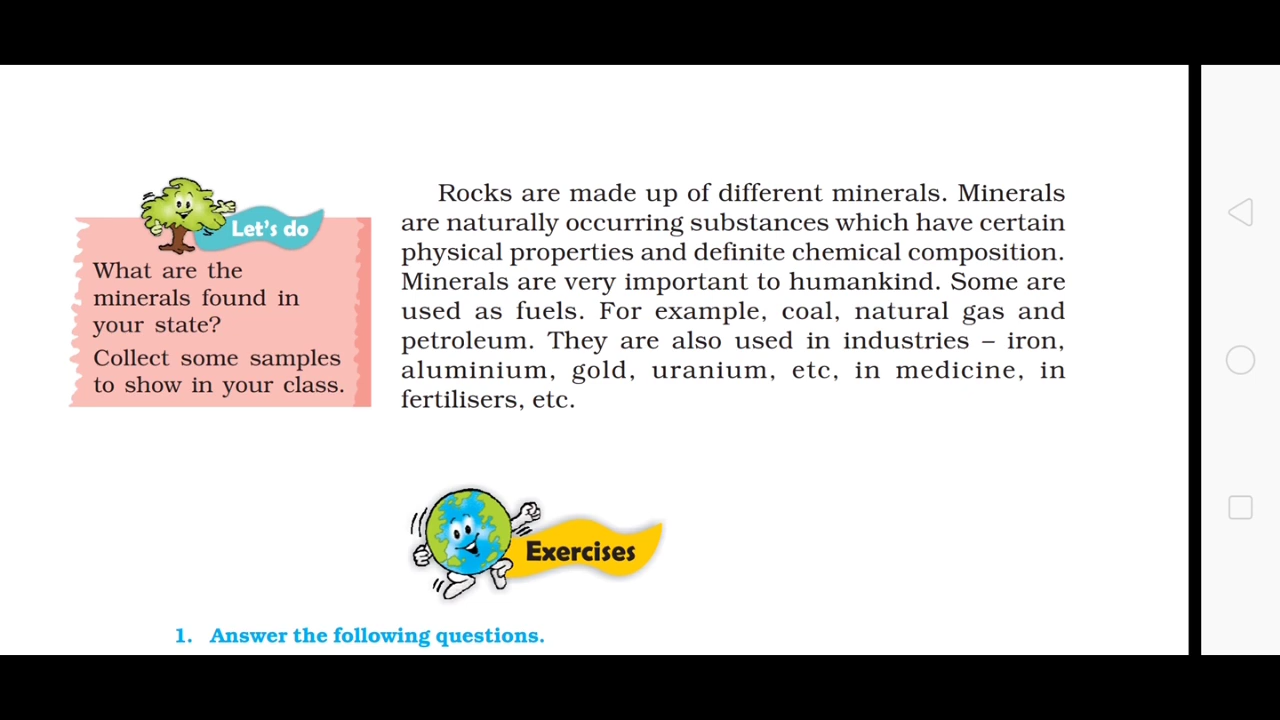 Let's do
What are the
minerals found in
your state?
Collect some samples
to show in your class.
Rocks are made up of different minerals. Minerals
are naturally occurring substances which have certain
physical properties and definite chemical composition.
Minerals are very important to humankind. Some are
used as fuels. For example, coal, natural gas and
petroleum. They are also used in industries – iron,
aluminium, gold, uranium, etc, in medicine, in
fertilisers, etc.
Exercises
1. Answer the following questions.